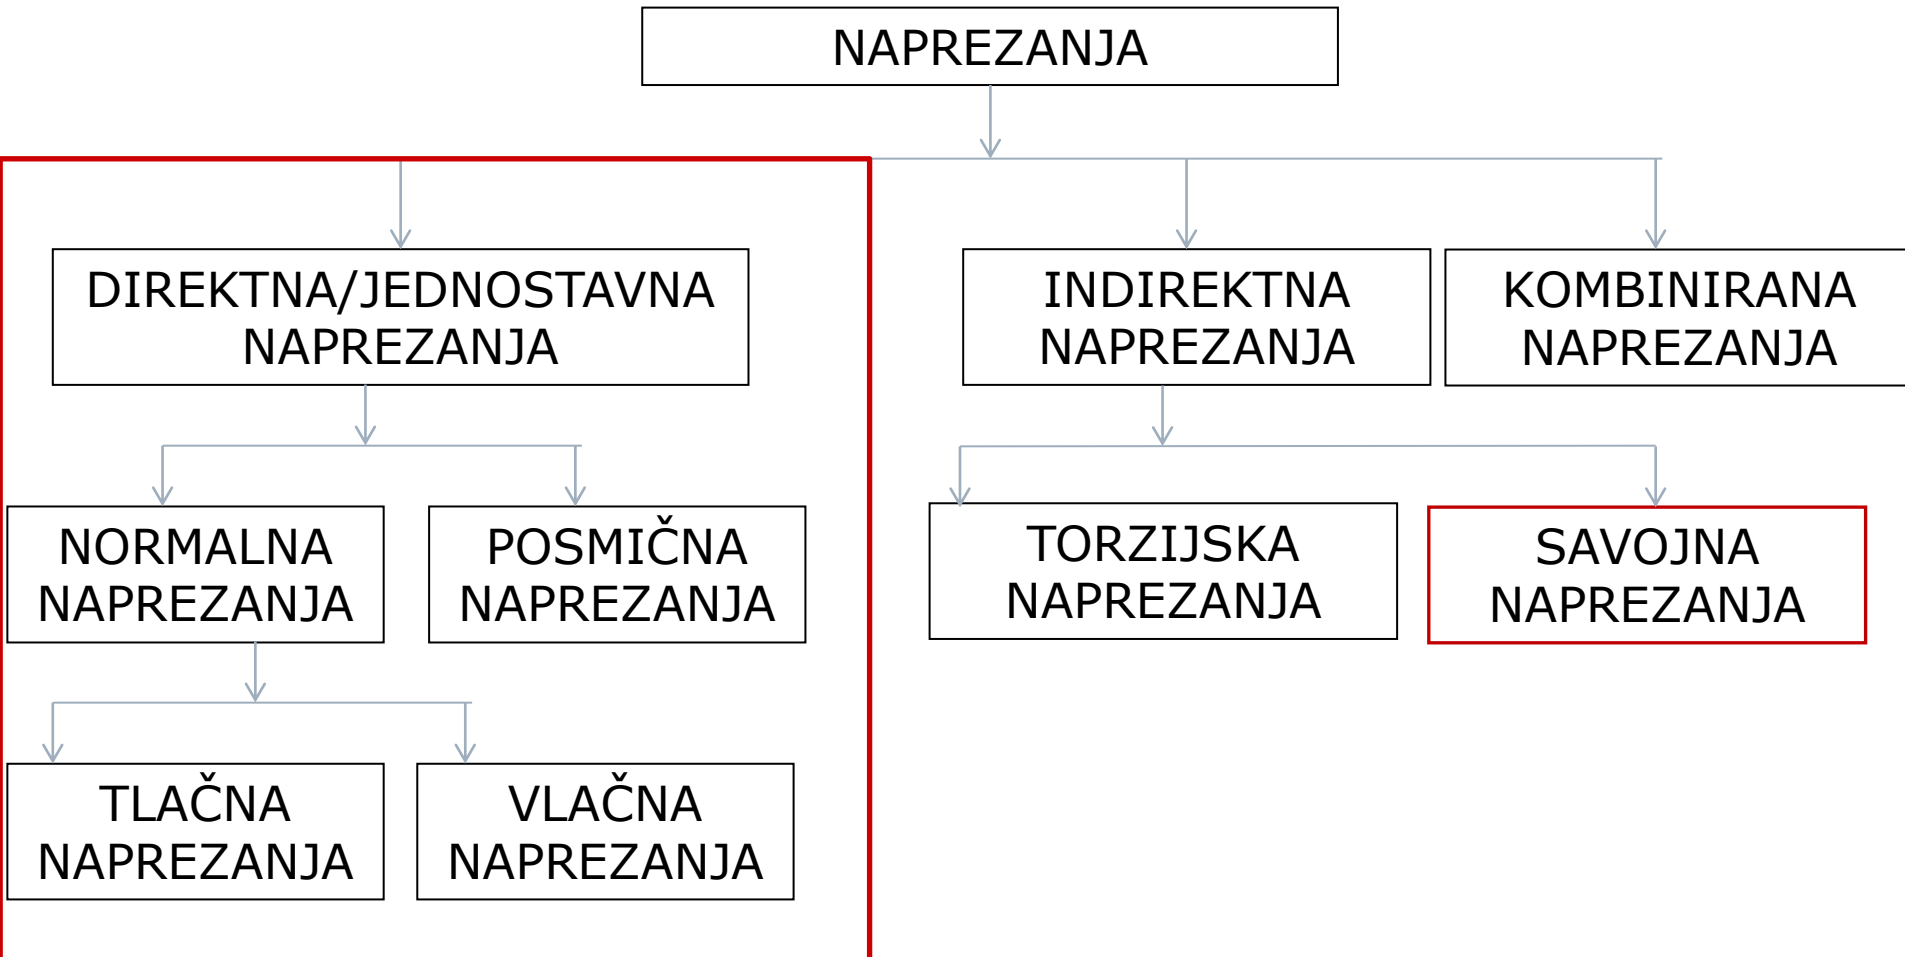 NAPREZANJA
DIREKTNA/JEDNOSTAVNA
NAPREZANJA
INDIREKTNA
NAPREZANJA
KOMBINIRANA
NAPREZANJA
NORMALNA
NAPREZANJA
POSMIČNA
NAPREZANJA
TORZIJSKA
NAPREZANJA
SAVOJNA
NAPREZANJA
TLAČNA
NAPREZANJA
VLAČNA
NAPREZANJA